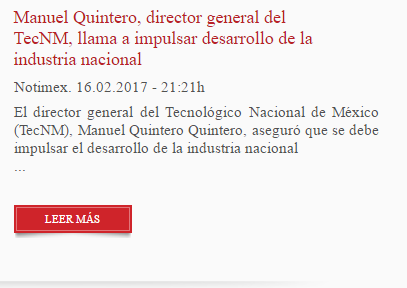 Manuel Quintero, director general del
TecNM, llama a impulsar desarrollo de la
industria nacional
Notimex. 16.02.2017 - 21:21h
El director general del Tecnológico Nacional de México
(TecNM), Manuel Quintero Quintero, aseguró que se debe
impulsar el desarrollo de la industria nacional
...
LEER MÁS